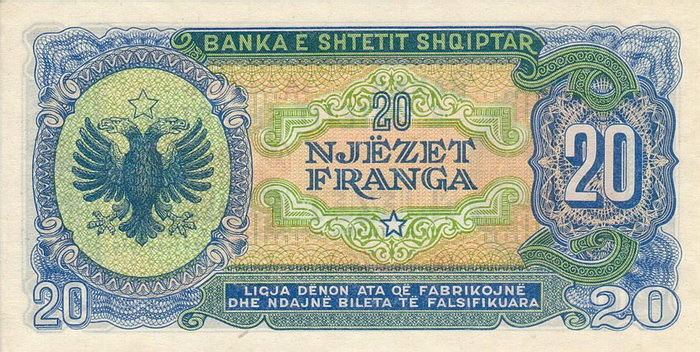 BANKA E SHTETIT SHQIPTAR
20
NJËZET
FRANGA
20
LIGJA DËNON ATA QË FABRIKOJNË
DHE NDAJNË BILETA TË FALSIFIKUARA
20
20